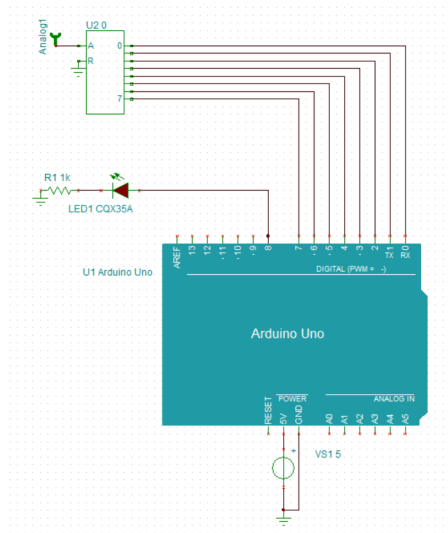 Analog1
U2 0
A
0
R
7
R1 1k
LED1 CQX35A
AREF
13
12
-11
-10
-9
8
7
-6
-5
4
-3
2
1
TX
0
RX
U1 Arduino Uno
DIGITAL (PWM = -)
Arduino Uno
POWER
ANALOG IN
RESET
5V
GND
A0
A1
A2
A3
A4
A5
+
VS1 5